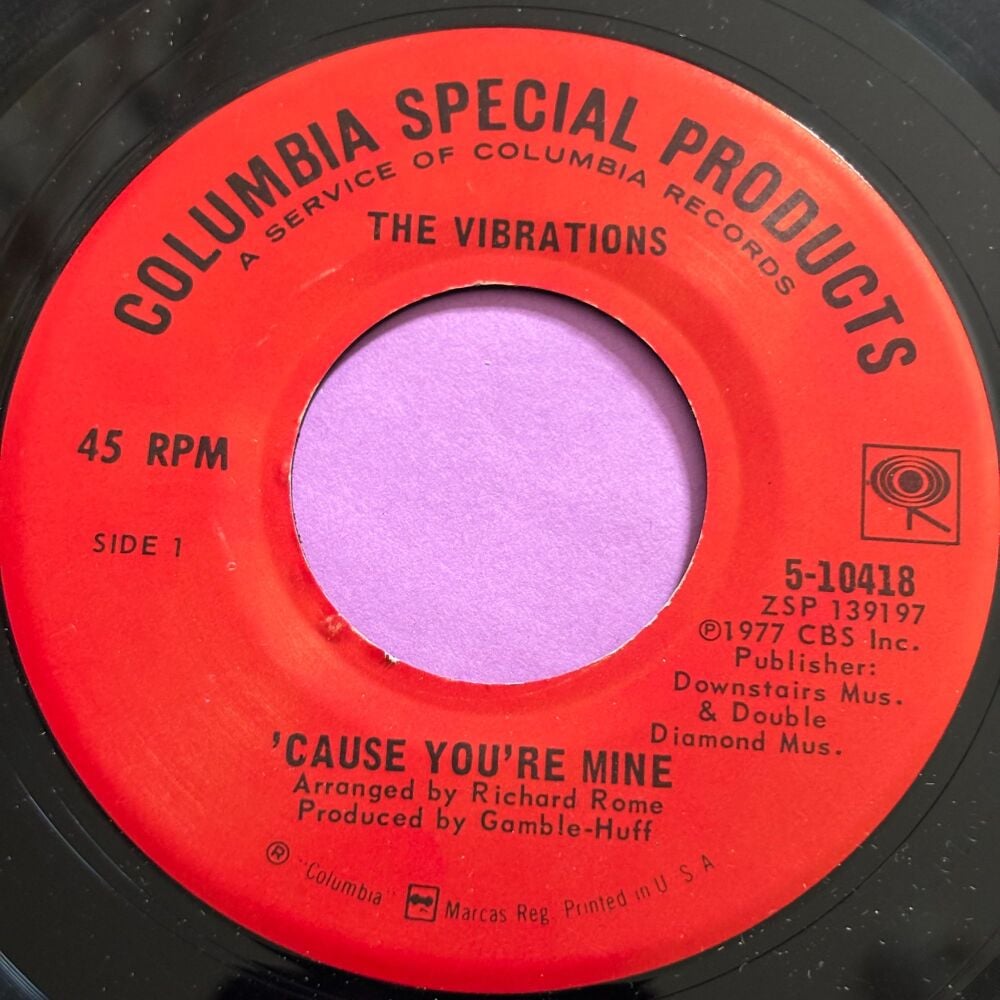 COLUMBIA SPECIAL PRODUCTS
A SERVICE OF COLUMBIA RECORDS
THE VIBRATIONS
45 RPM
SIDE 1
5-10418
ZSP 139197
℗1977 CBS Inc.
Publisher:
Downstairs Mus.
& Double
Diamond Mus.
'CAUSE YOU'RE MINE
Arranged by Richard Rome
Produced by Gamble-Huff
® "Columbia" Marcas Reg. Printed in U S A